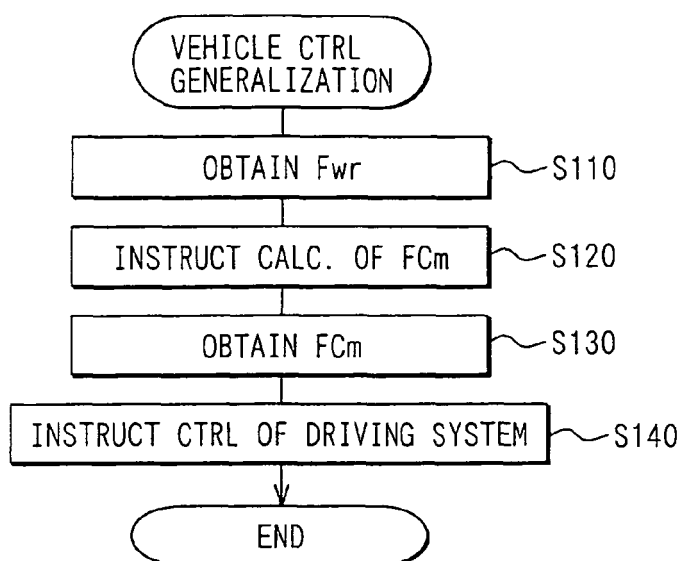 VEHICLE CTRL
GENERALIZATION
OBTAIN Fwr
S110
INSTRUCT CALC. OF FCm
S120
OBTAIN FCm
S130
INSTRUCT CTRL OF DRIVING SYSTEM
S140
END